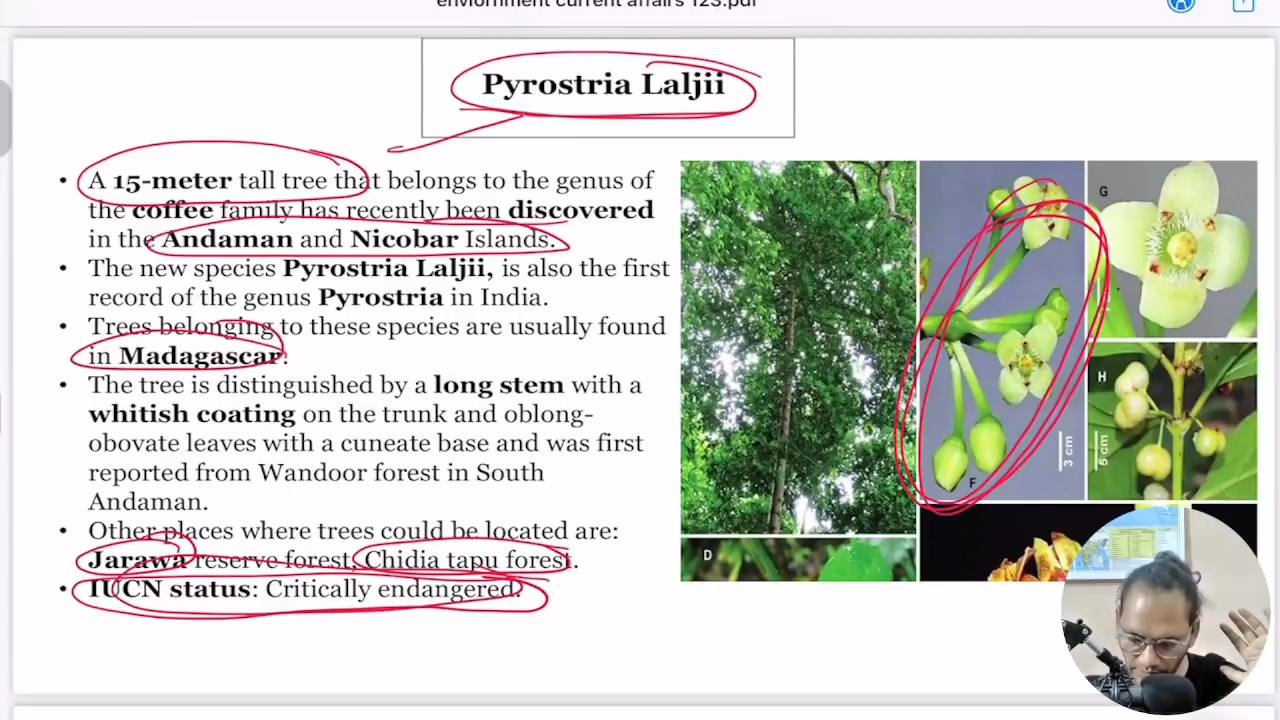 enviornment current affairs 123.pdf
Pyrostria Laljii
• A 15-meter tall tree that belongs to the genus of
the coffee family has recently been discovered
in the Andaman and Nicobar Islands.
• The new species Pyrostria Laljii, is also the first
record of the genus Pyrostria in India.
• Trees belonging to these species are usually found
in Madagascar.
• The tree is distinguished by a long stem with a
whitish coating on the trunk and oblong-
obovate leaves with a cuneate base and was first
reported from Wandoor forest in South
Andaman.
• Other places where trees could be located are:
Jarawa reserve forest, Chidia tapu forest.
• IUCN status: Critically endangered.
G
H
3 cm
5 cm
F
D